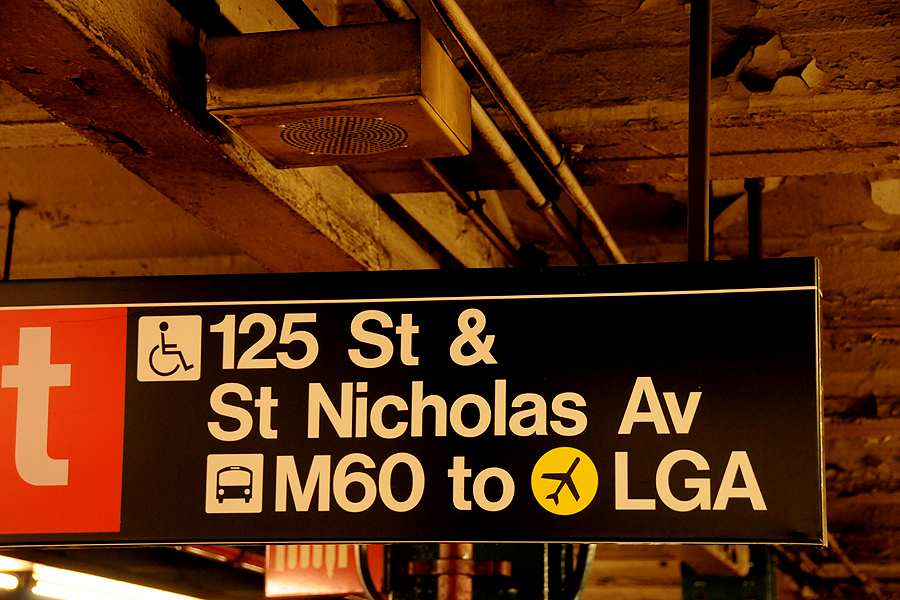 t
125 St &
St Nicholas Av
M60 to LGA